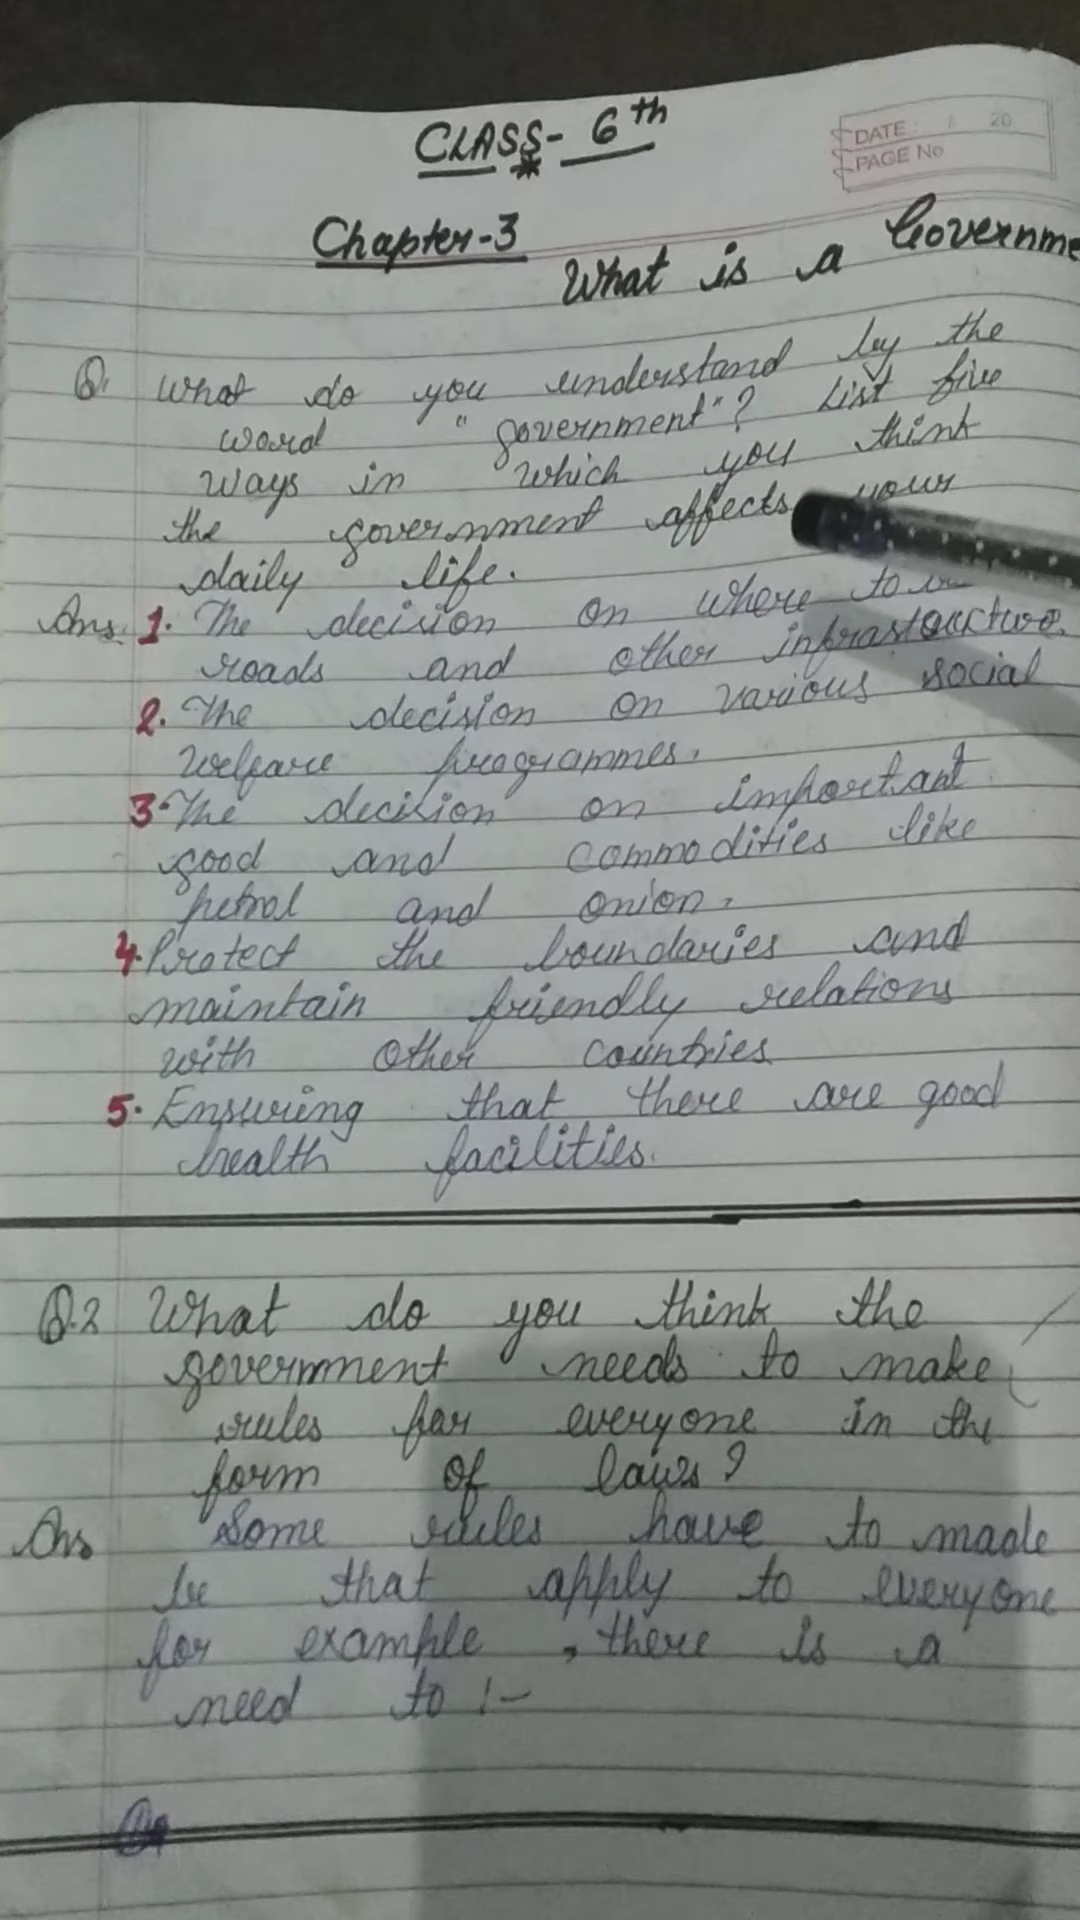 CLASS- 6th
DATE : 20
PAGE No
Chapter-3
What is a Governme
Q. What do you understand by the
word "government"? List five
ways in which you think
the government affects your
daily life.
Ans. 1. The decision on where to
roads and other infrastructure.
2. The decision on various social
welfare programmes.
3. The decision on important
good and commodities like
petrol and onion.
4. Protect the boundaries and
maintain friendly relations
with other countries
5. Ensuring that there are good
health facilities.
Q.2 What do you think the
government needs to make
rules for everyone in the
form of laws?
Ans Some rules have to made
be that apply to everyone
for example, there is a
need to :-